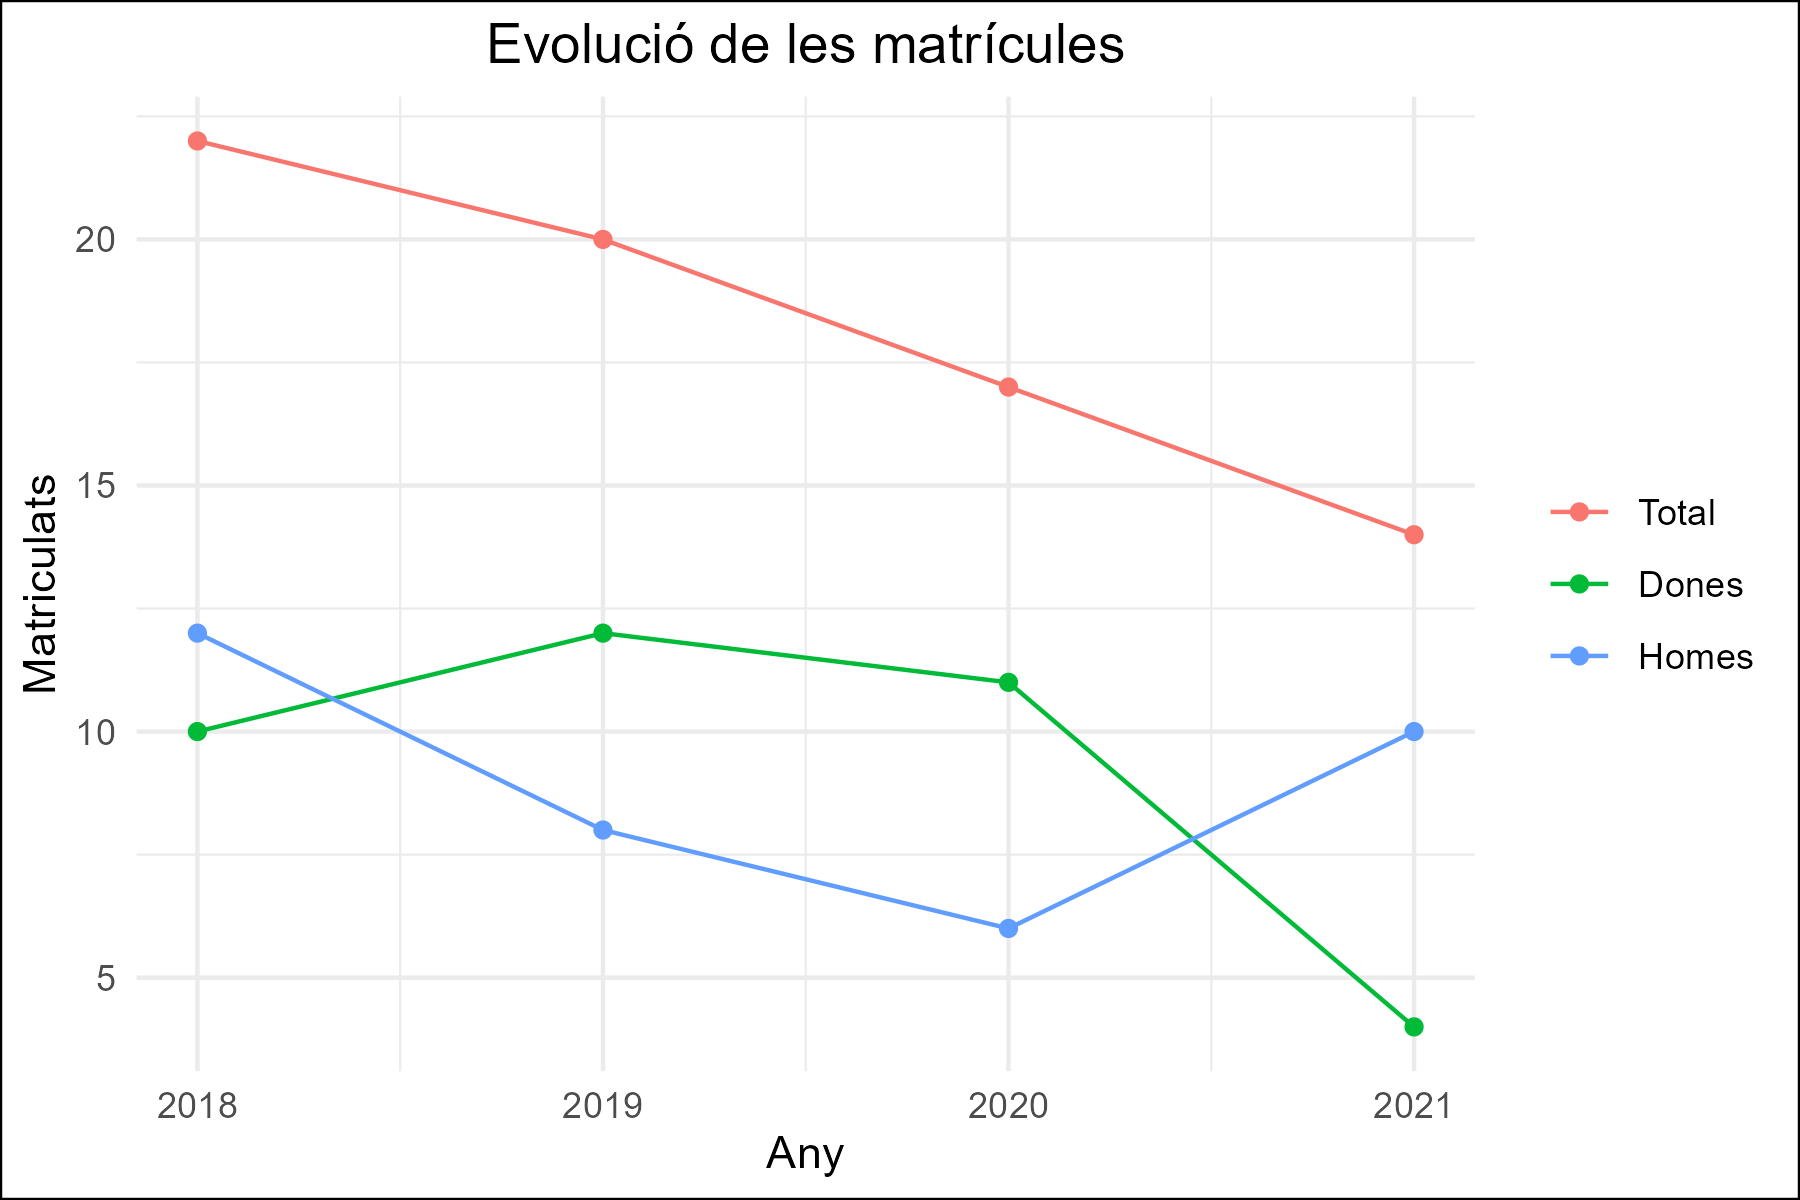 Evolució de les matrícules
Matriculats
20
15
10
5
2018 2019 2020 2021
Any
Total
Dones
Homes